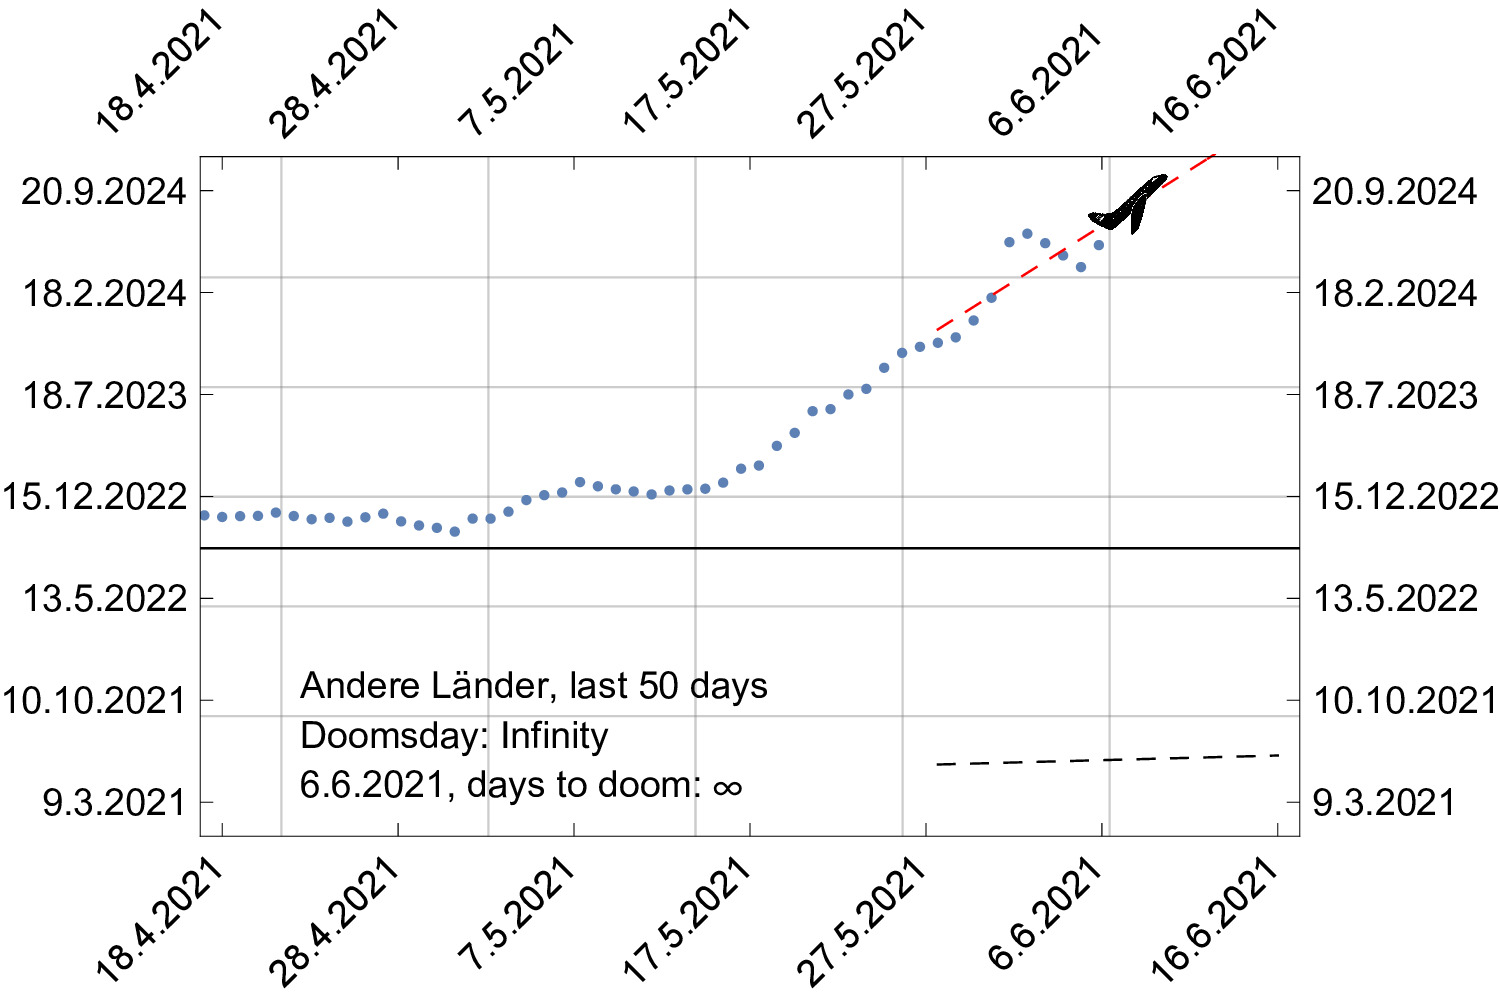 18.4.2021 28.4.2021 7.5.2021 17.5.2021 27.5.2021 6.6.2021 16.6.2021
20.9.2024 20.9.2024
18.2.2024 18.2.2024
18.7.2023 18.7.2023
15.12.2022 15.12.2022
13.5.2022 13.5.2022
Andere Länder, last 50 days
10.10.2021 10.10.2021
Doomsday: Infinity
6.6.2021, days to doom: ∞
9.3.2021 9.3.2021
18.4.2021 28.4.2021 7.5.2021 17.5.2021 27.5.2021 6.6.2021 16.6.2021